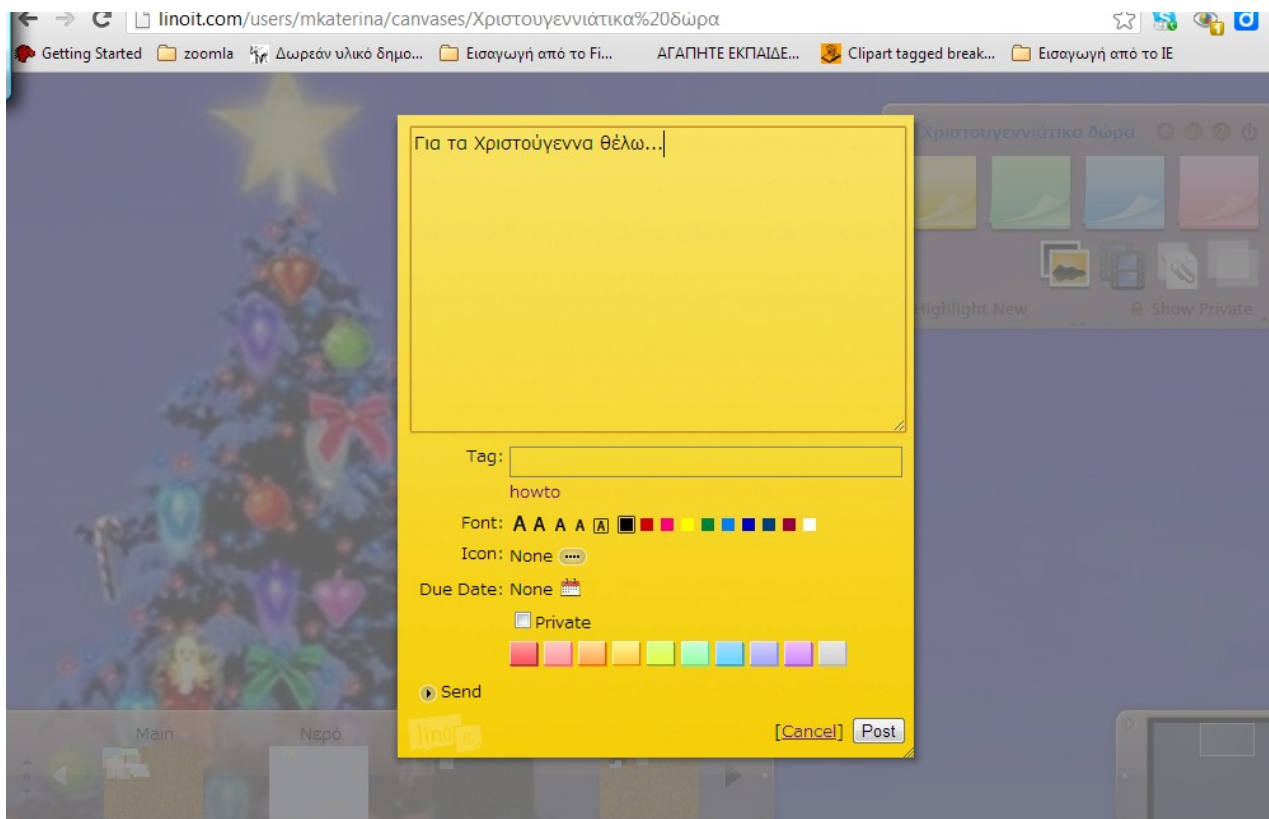 linoit.com/users/mkaterina/canvases/Χριστουγεννιάτικα%20δώρα
Getting Started zoomla Δωρεάν υλικό δημο... Εισαγωγή από το Fi... ΑΓΑΠΗΤΕ ΕΚΠΑΙΔΕ... Clipart tagged break... Εισαγωγή από το IE
Χριστουγεννιάτικα δώρα
Για τα Χριστούγεννα θέλω...
Highlight New Show Private
Tag:
howto
Font: A A A A A
Icon: None
Due Date: None
Private
Send
Main Νερό
lino it
[Cancel] Post